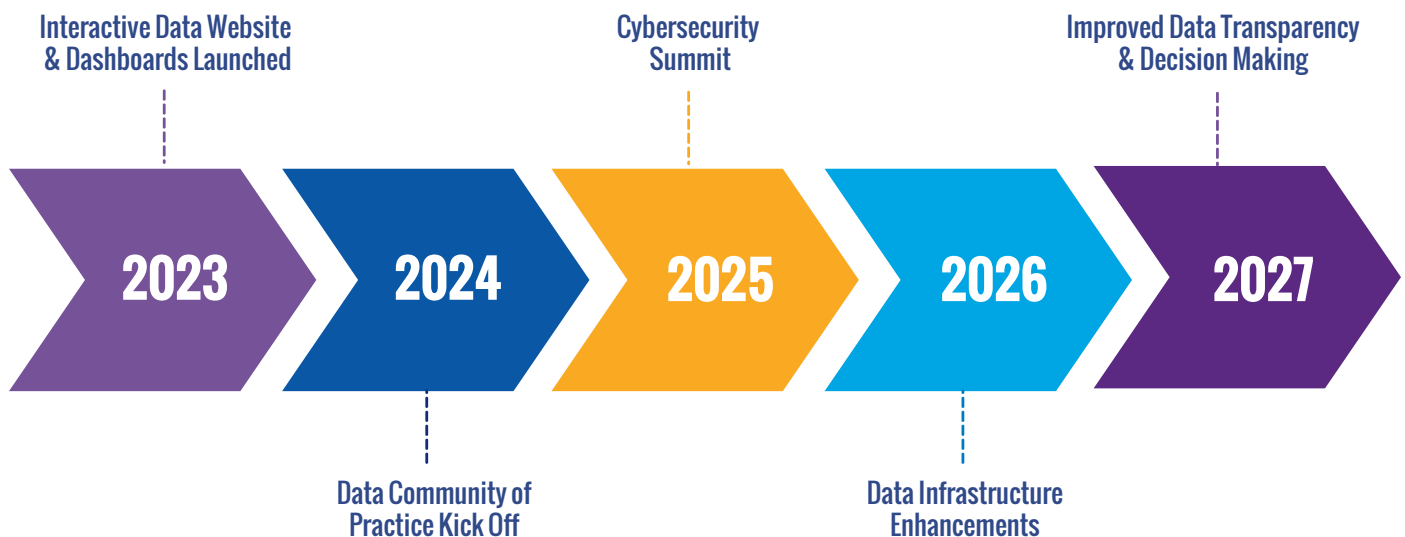 Interactive Data Website
& Dashboards Launched
Cybersecurity
Summit
Improved Data Transparency
& Decision Making
2023
2024
2025
2026
2027
Data Community of
Practice Kick Off
Data Infrastructure
Enhancements